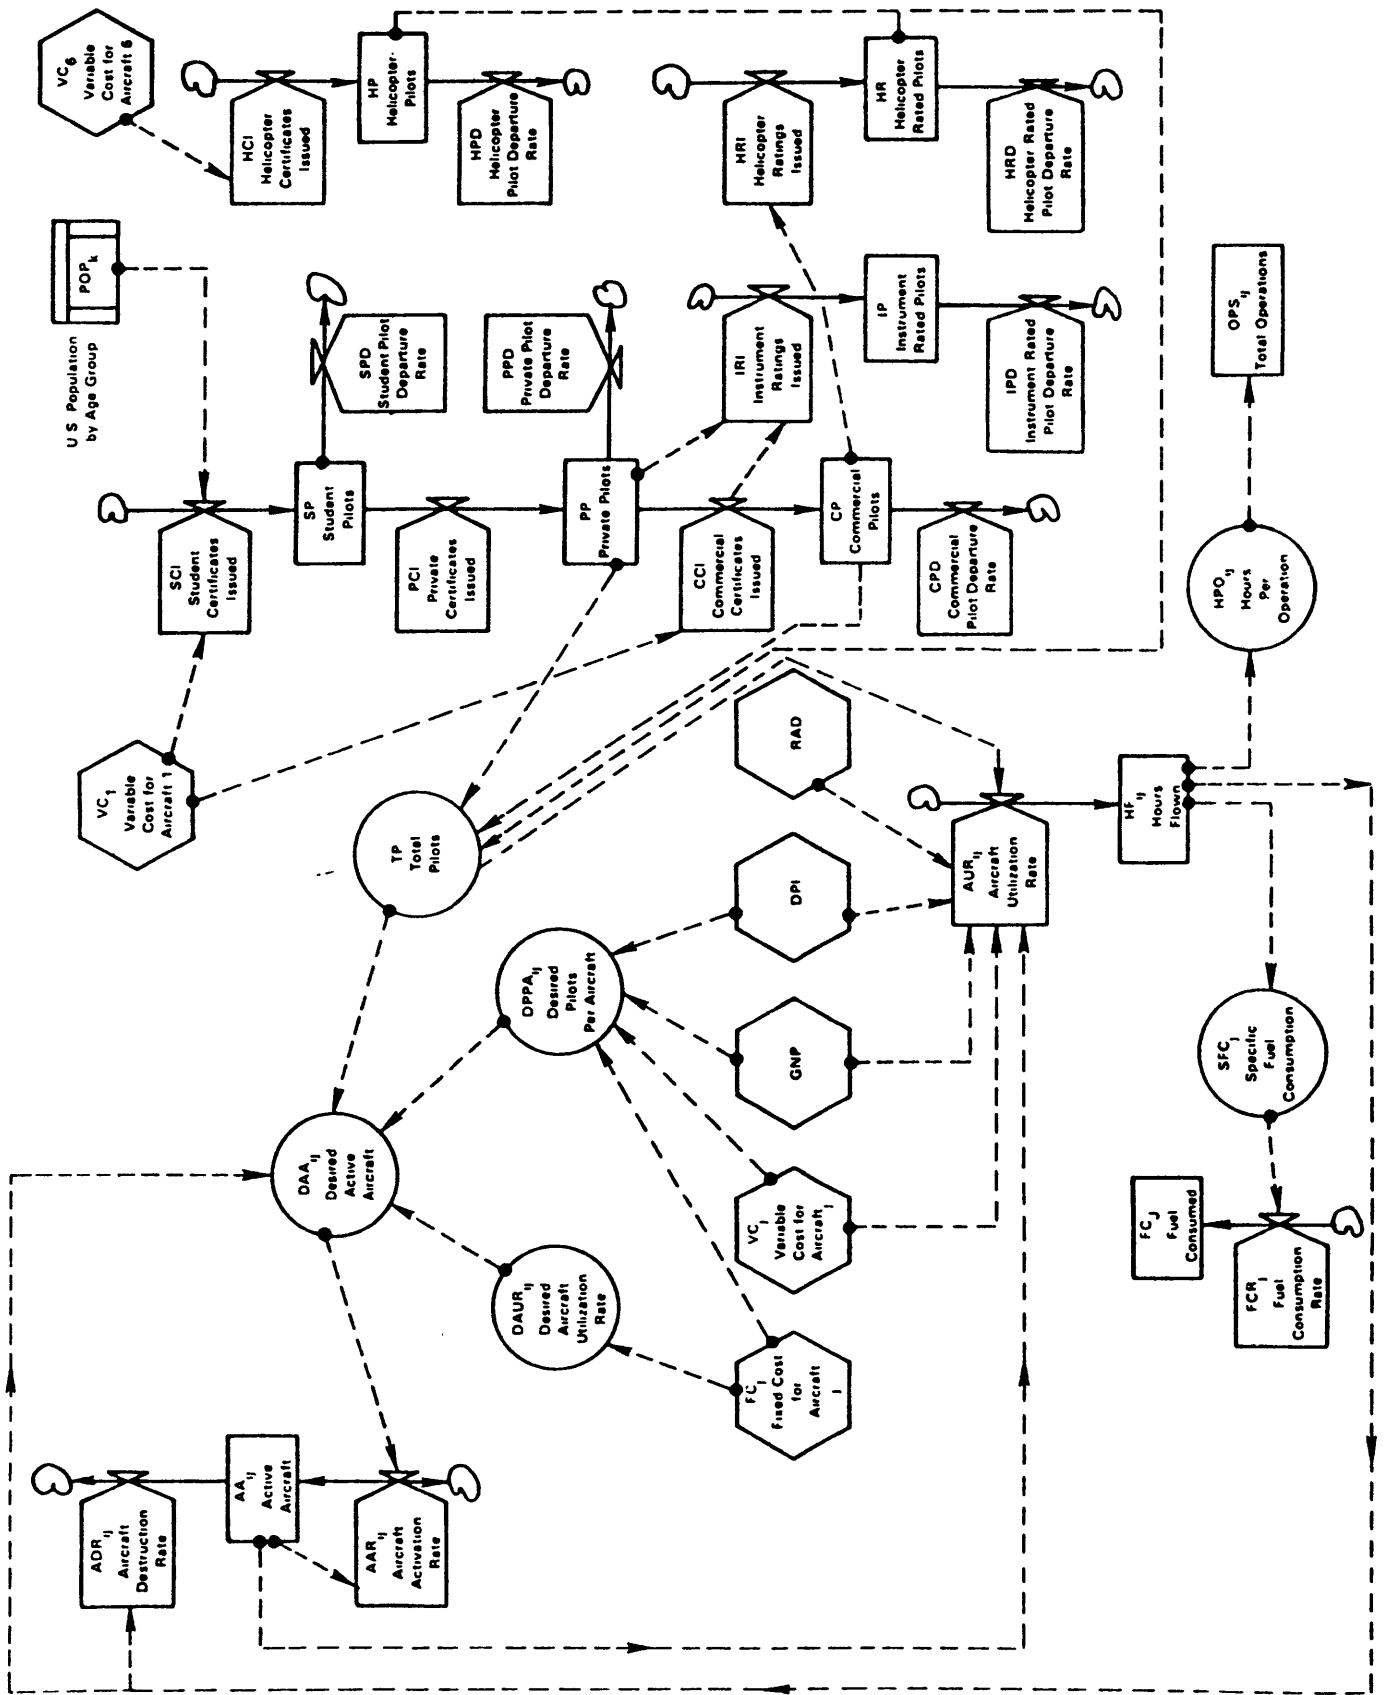 VC6
Variable
Cost for
Aircraft 6
HCI
Helicopter
Certificates
Issued
HP
Helicopter-
Pilots
HPD
Helicopter
Pilot Departure
Rate
HRI
Helicopter
Ratings
Issued
HR
Helicopter
Rated Pilots
HRD
Helicopter Rated
Pilot Departure
Rate
U S Population
by Age Group
POPk
SCI
Student
Certificates
Issued
SP
Student
Pilots
SPD
Student Pilot
Departure
Rate
PCI
Private
Certificates
Issued
PP
Private Pilots
PPD
Private Pilot
Departure
Rate
IRI
Instrument
Ratings
Issued
IP
Instrument
Rated Pilots
IPD
Instrument Rated
Pilot Departure
Rate
CCI
Commercial
Certificates
Issued
CP
Commercial
Pilots
CPD
Commercial
Pilot Departure
Rate
OPSij
Total Operations
HPOij
Hours
Per
Operation
VC1
Variable
Cost for
Aircraft 1
TP
Total
Pilots
RAD
DPI
GNP
AURij
Aircraft
Utilization
Rate
HFij
Hours
Flown
DPPAij
Desired
Pilots
Per Aircraft
DAAij
Desired
Active
Aircraft
DAURij
Desired
Aircraft
Utilization
Rate
VCj
Variable
Cost for
Aircraftj
FCj
Fixed Cost
for
Aircraft
j
SFCj
Specific
Fuel
Consumption
FCJ
Fuel
Consumed
FCRj
Fuel
Consumption
Rate
ADRij
Aircraft
Destruction
Rate
AAij
Active
Aircraft
AARij
Aircraft
Activation
Rate